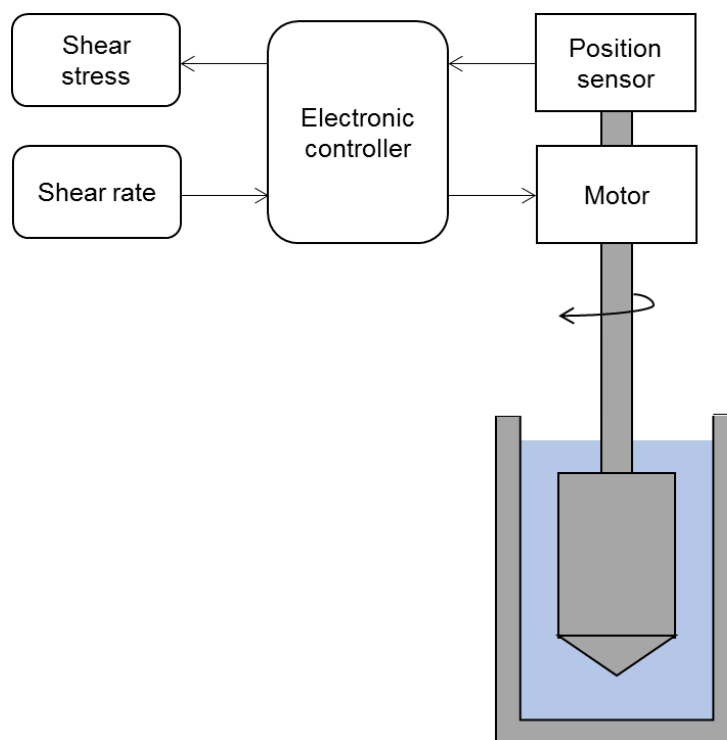 Shear
stress
Position
sensor
Electronic
controller
Shear rate
Motor